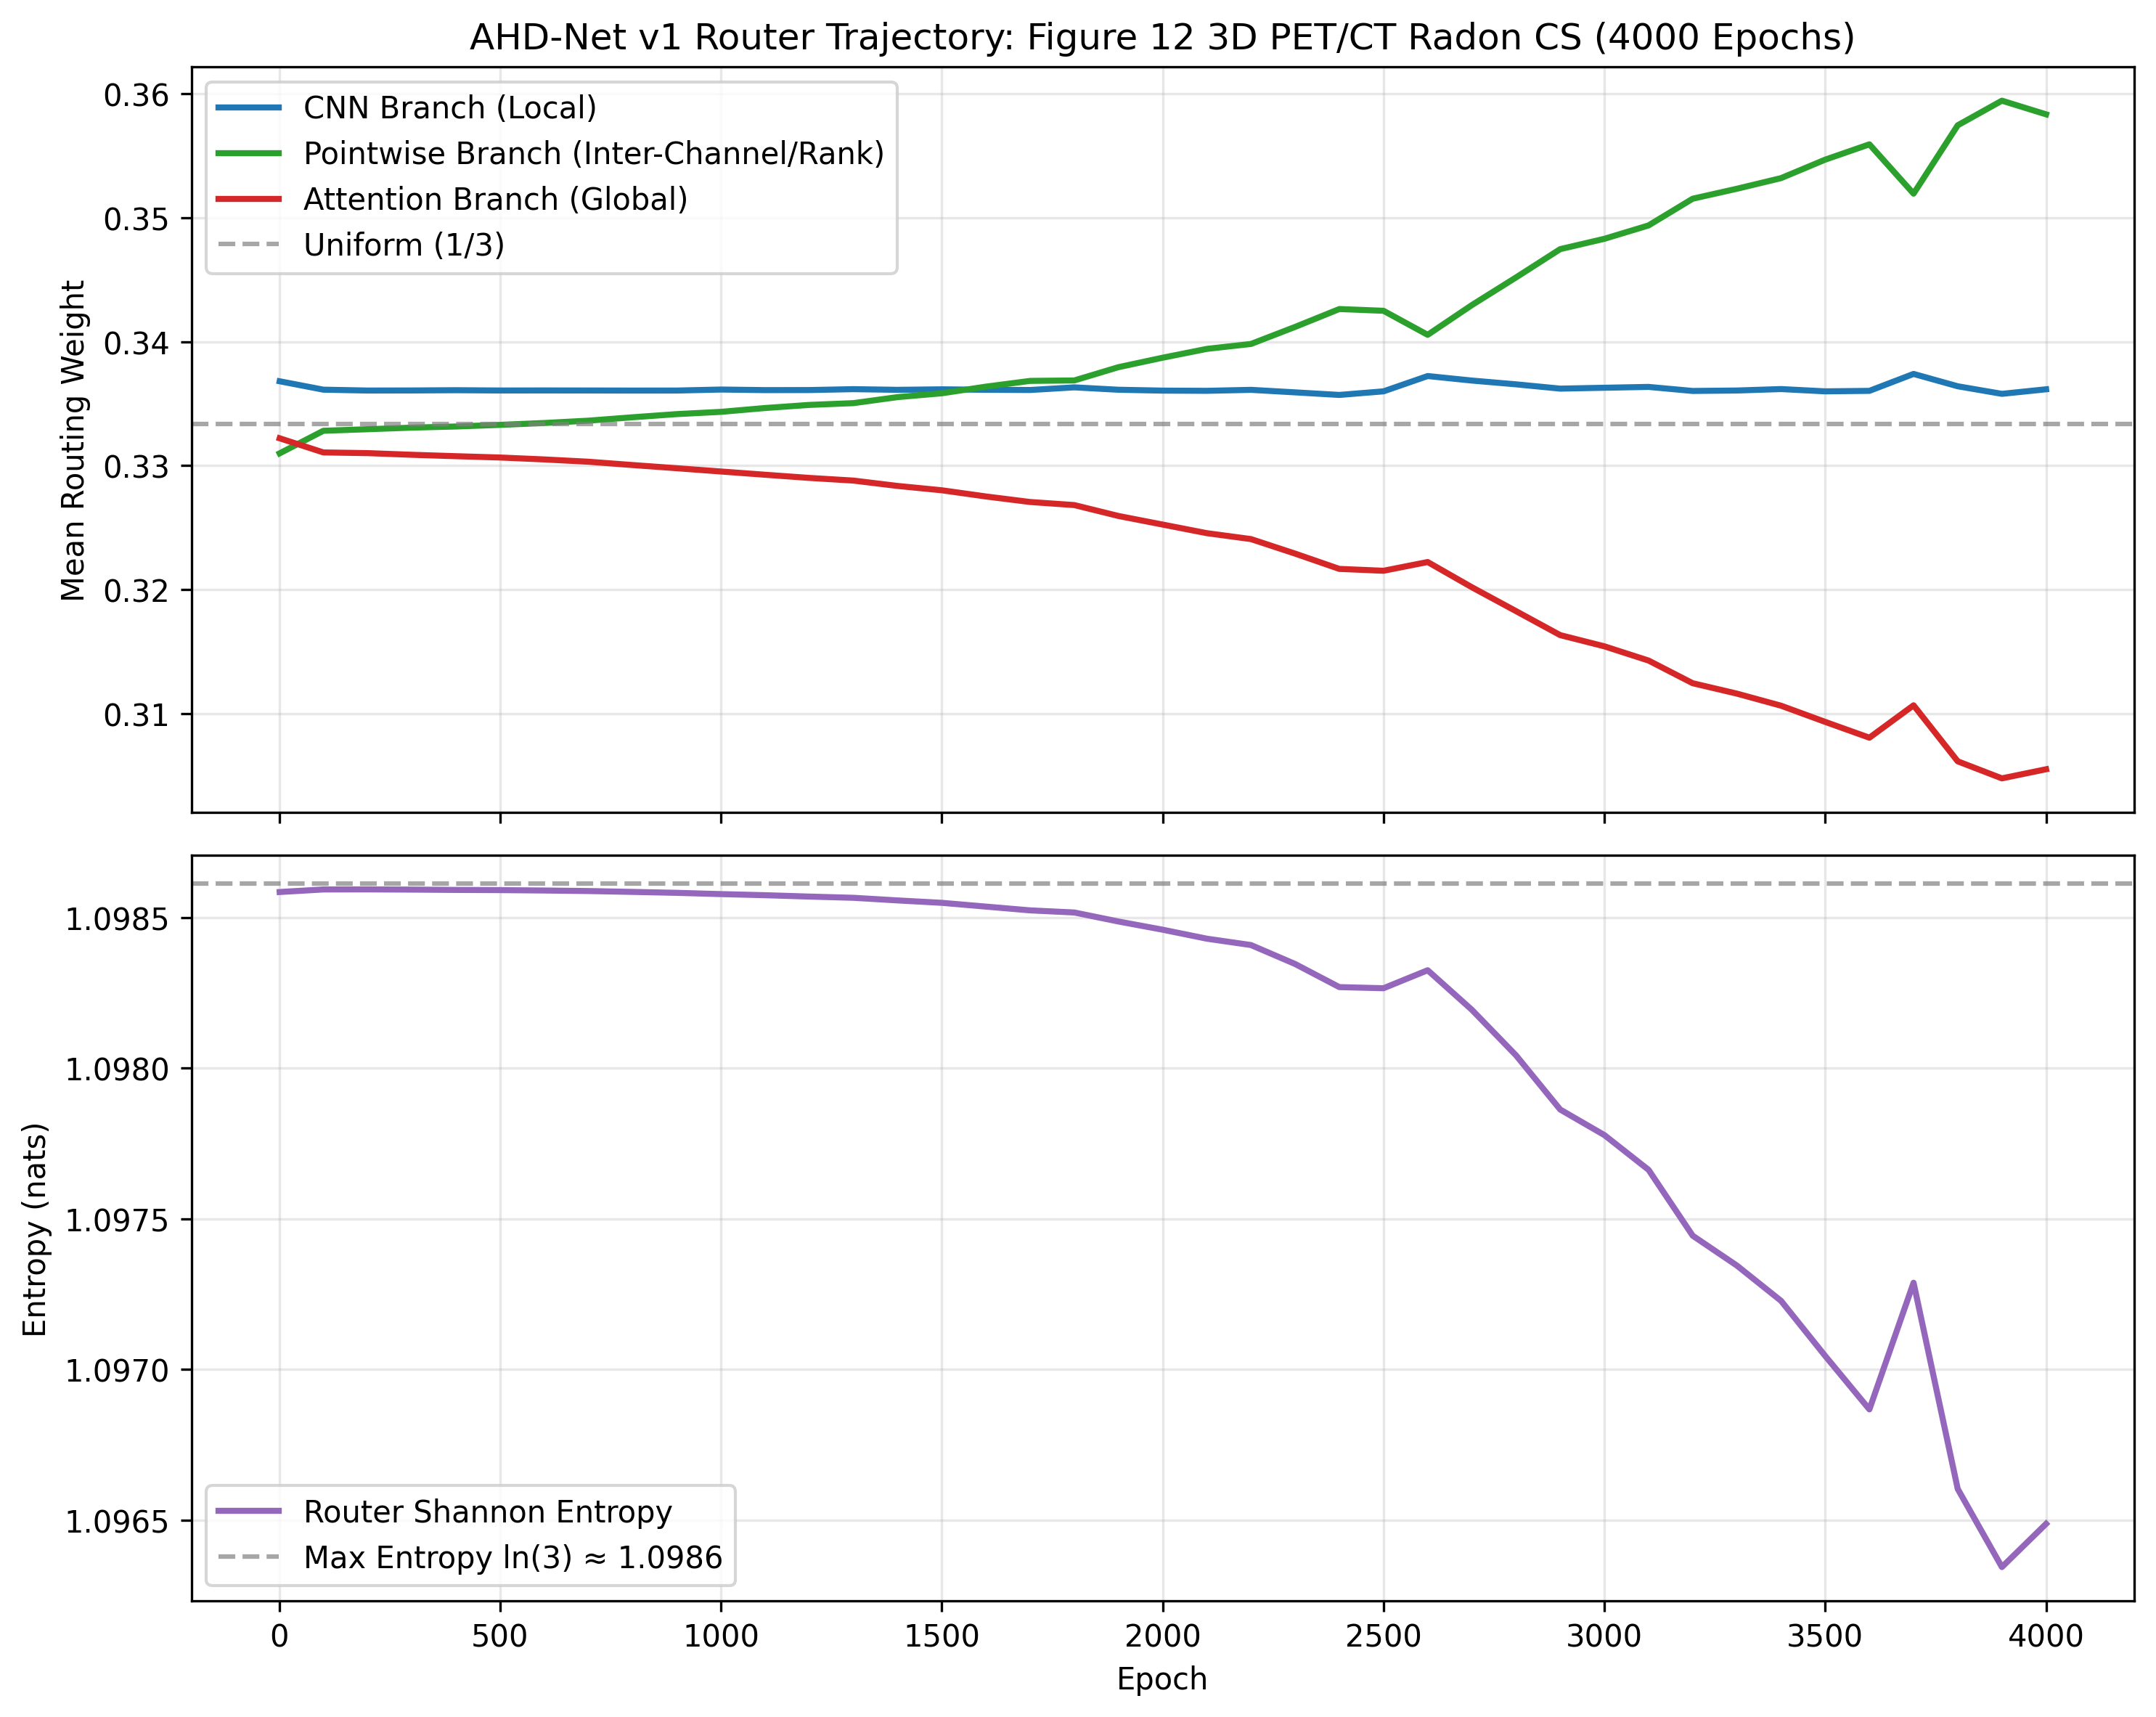 AHD-Net v1 Router Trajectory: Figure 12 3D PET/CT Radon CS (4000 Epochs)
Mean Routing Weight
0.36
0.35
0.34
0.33
0.32
0.31
CNN Branch (Local)
Pointwise Branch (Inter-Channel/Rank)
Attention Branch (Global)
Uniform (1/3)
Entropy (nats)
1.0985
1.0980
1.0975
1.0970
1.0965
Router Shannon Entropy
Max Entropy ln(3) ≈ 1.0986
0 500 1000 1500 2000 2500 3000 3500 4000
Epoch